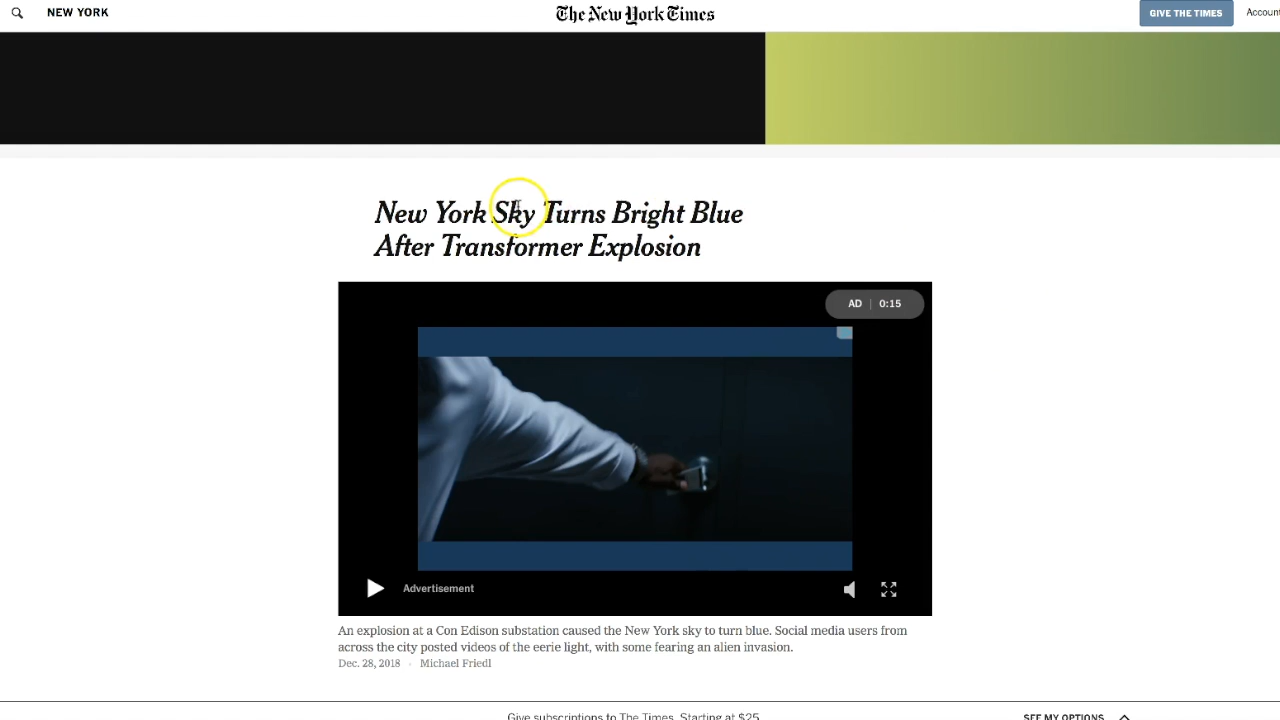 NEW YORK
The New York Times
GIVE THE TIMES
Account
New York Sky Turns Bright Blue
After Transformer Explosion
AD | 0:15
Advertisement
An explosion at a Con Edison substation caused the New York sky to turn blue. Social media users from
across the city posted videos of the eerie light, with some fearing an alien invasion.
Dec. 28, 2018 · Michael Friedl
Give subscriptions to The Times. Starting at $25.
SEE MY OPTIONS